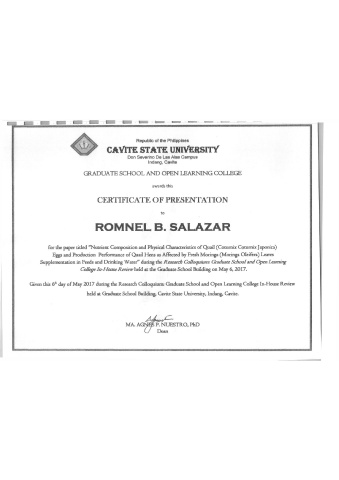 Republic of the Philippines
CAVITE STATE UNIVERSITY
Don Severino De Las Alas Campus
Indang, Cavite
GRADUATE SCHOOL AND OPEN LEARNING COLLEGE
awards this
CERTIFICATE OF PRESENTATION
to
ROMNEL B. SALAZAR
for the paper sided "Nutrient Composition and Physical Characteristics of Quail (Coturnix Coturnix Japonica)
Eggs and Production Performance of Quail Hens as Affected by Fresh Moringa (Moringa Oleifera) Leaves
Supplementation in Feeds and Drinking Water" during the Research Colloquium: Graduate School and Open Learning
College In-House Review held at the Graduate School Building on May 6, 2017.
Given this 6th day of May 2017 during the Research Colloquium: Graduate School and Open Learning College In-House Review
held at Graduate School Building, Cavite State University, Indang, Cavite.
MA. AGNES P. NUESTRO, PhD
Dean